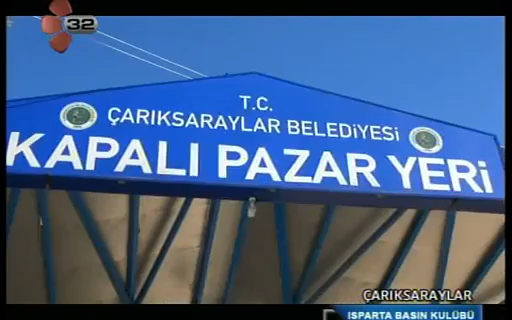 32
T.C.
ÇARIKSARAYLAR BELEDİYESİ
KAPALI PAZAR YERİ
ÇARIKSARAYLAR
ISPARTA BASIN KULÜBÜ